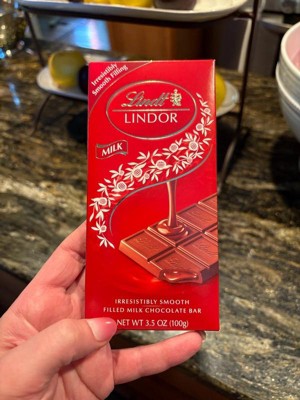 Irresistibly
Smooth Filling
Lindt
LINDOR
MILK
IRRESISTIBLY SMOOTH
FILLED MILK CHOCOLATE BAR
NET WT 3.5 OZ (100g)